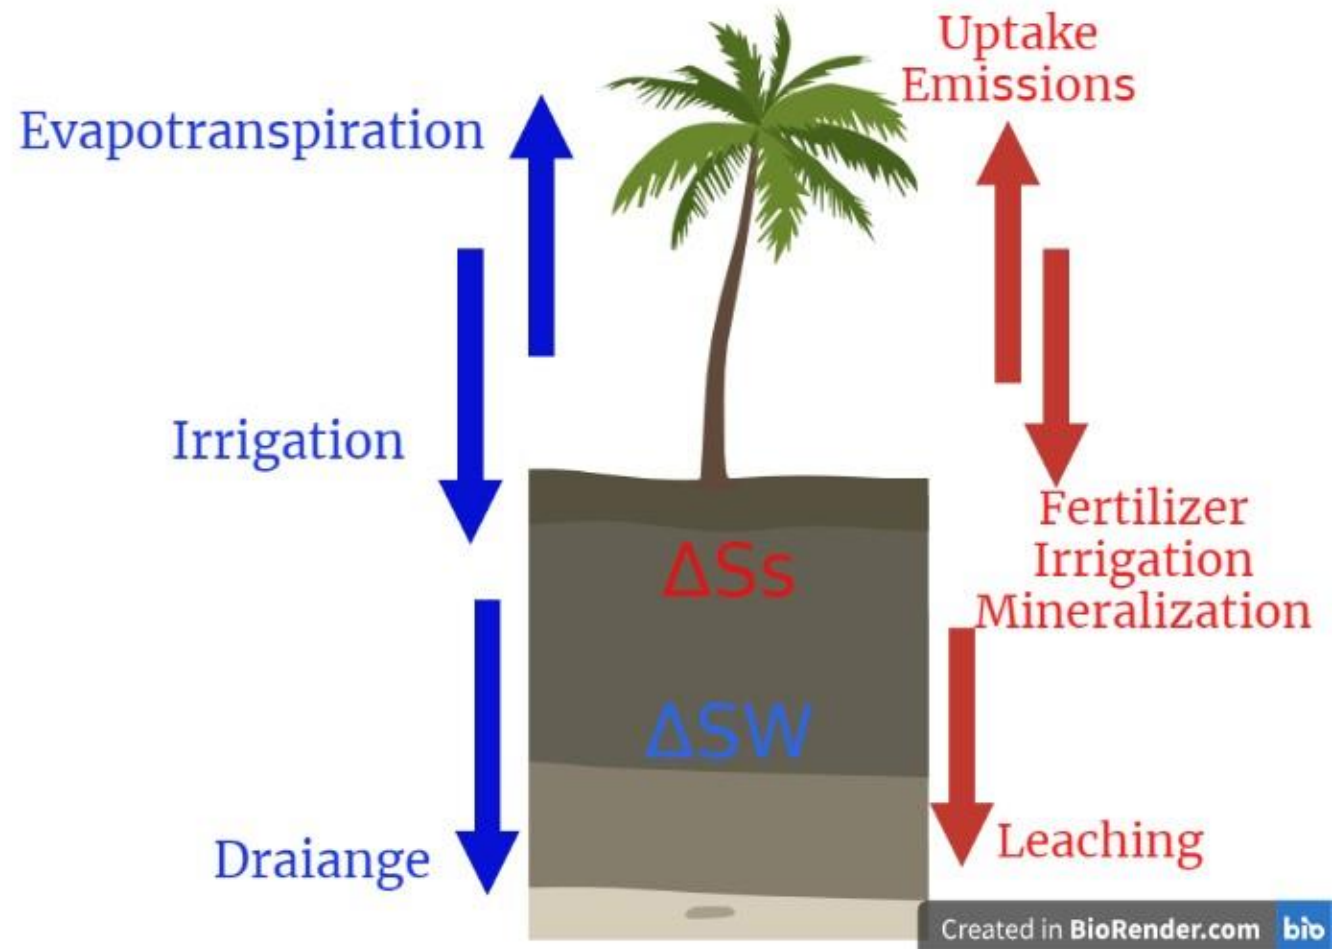 Uptake
Emissions
Evapotranspiration
Irrigation
Fertilizer
Irrigation
Mineralization
ΔSs
ΔSW
Draiange
Leaching
Created in BioRender.com bio